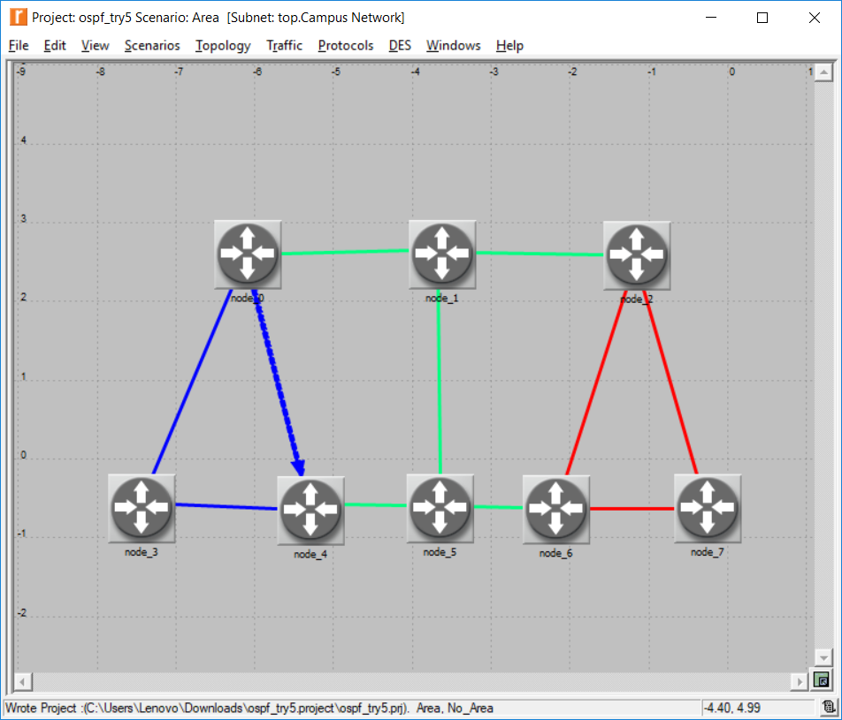 Project: ospf_try5 Scenario: Area  [Subnet: top.Campus Network]
File Edit View Scenarios Topology Traffic Protocols DES Windows Help
-9 -8 -7 -6 -5 -4 -3 -2 -1 0 1
4
3
node_0 node_1 node_2
2
1
0
-1
node_3 node_4 node_5 node_6 node_7
-2
Wrote Project :(C:\Users\Lenovo\Downloads\ospf_try5.project\ospf_try5.prj).  Area, No_Area -4.40, 4.99